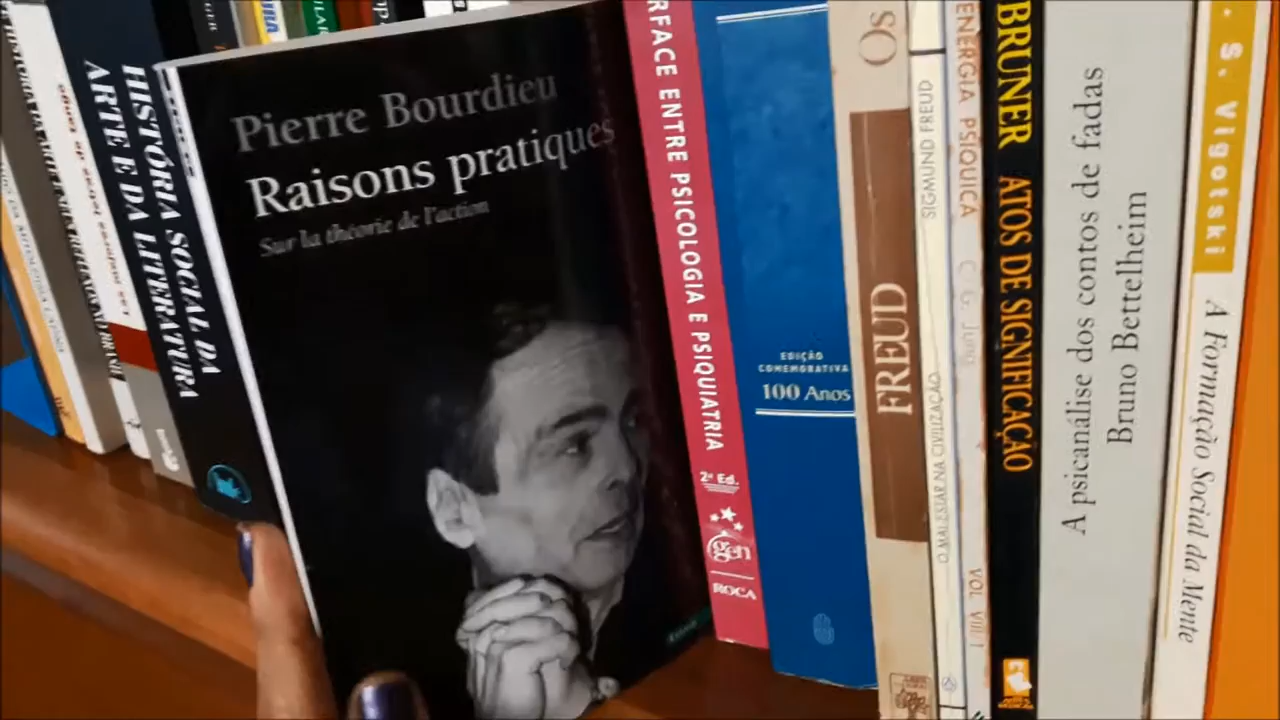 HISTÓRIA SOCIAL DA
ARTE E DA LITERATURA
Pierre Bourdieu
Raisons pratiques
Sur la théorie de l'action
RFACE ENTRE PSICOLOGIA E PSIQUIATRIA
2ª Ed.
gen
ROCA
EDIÇÃO
COMEMORATIVA
100 Anos
Os
FREUD
SIGMUND FREUD
O MAL ESTAR NA CIVILIZAÇÃO
ENERGIA PSÍQUICA
C. G. Jung
VOL. VIII/1
BRUNER
ATOS DE SIGNIFICAÇÃO
A psicanálise dos contos de fadas
Bruno Bettelheim
. S. Vigotski
A Formação Social da Mente